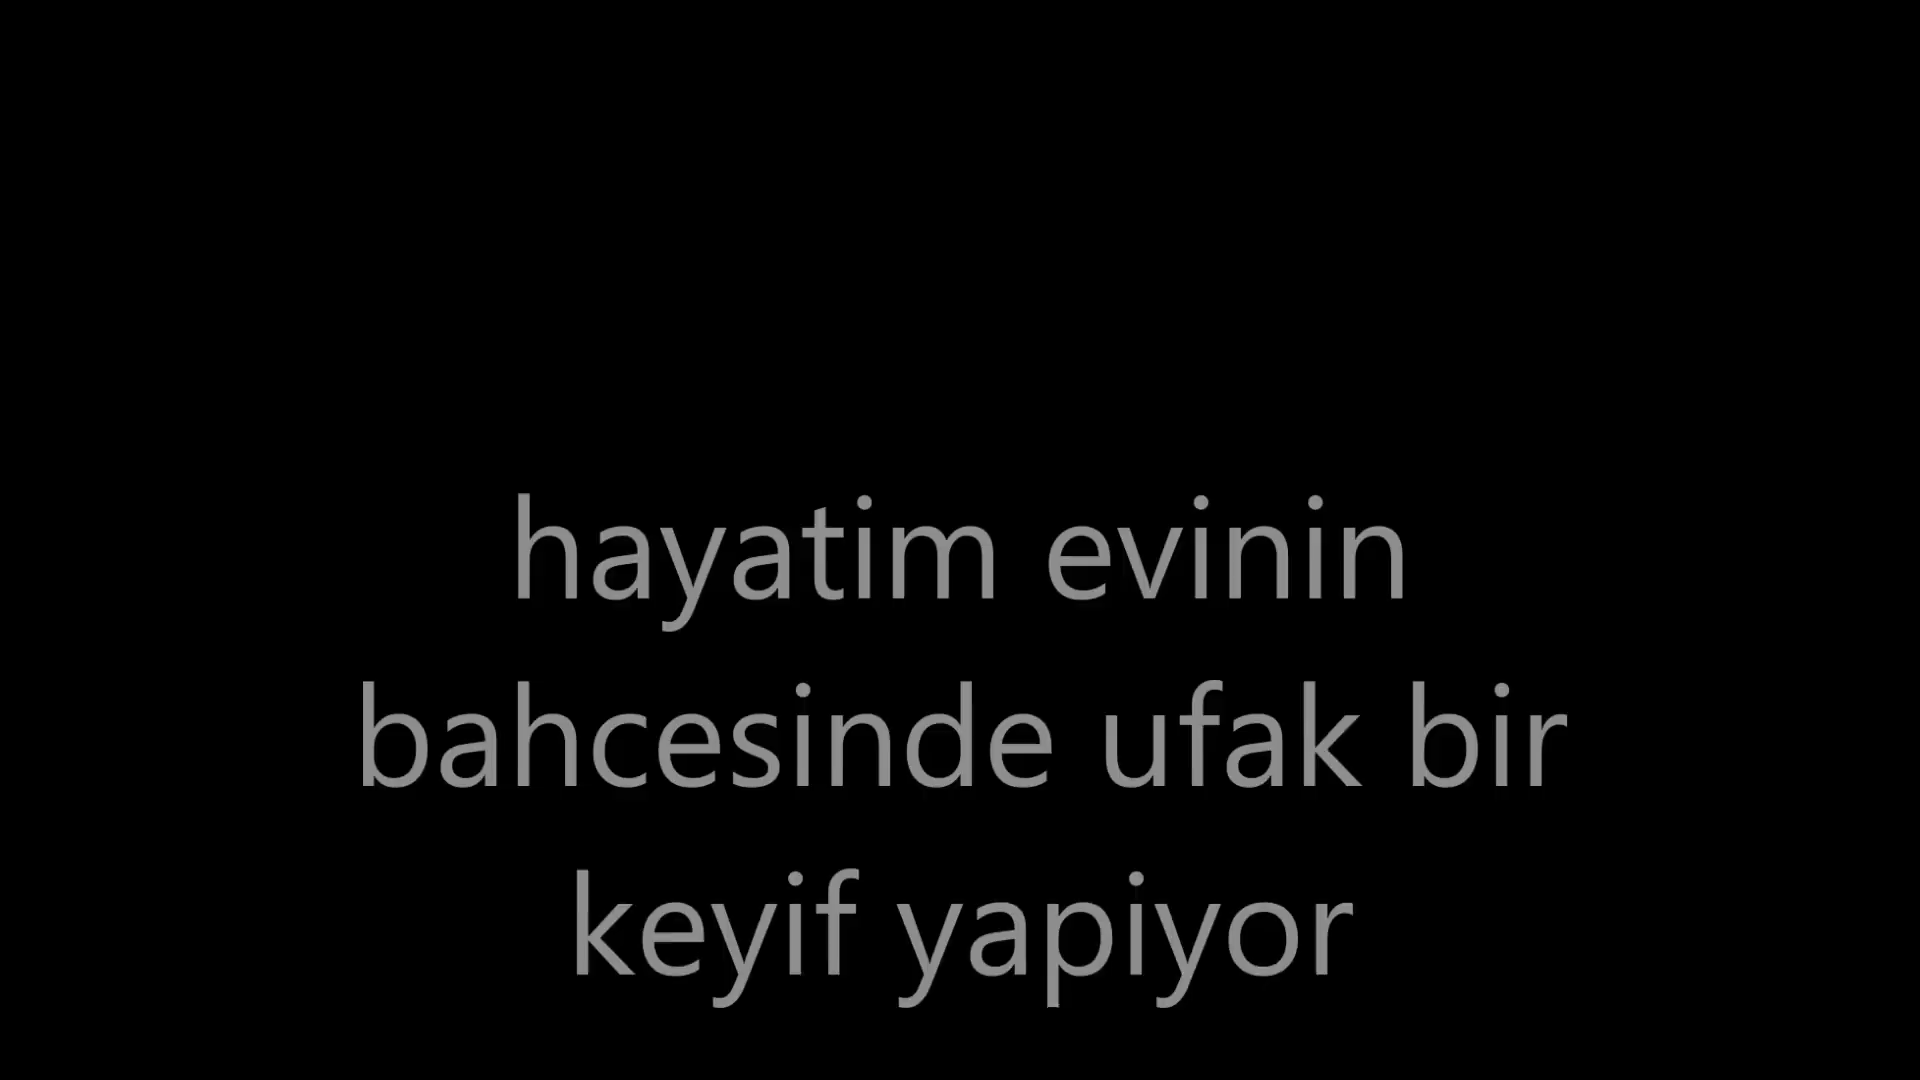 hayatim evinin
bahcesinde ufak bir
keyif yapiyor